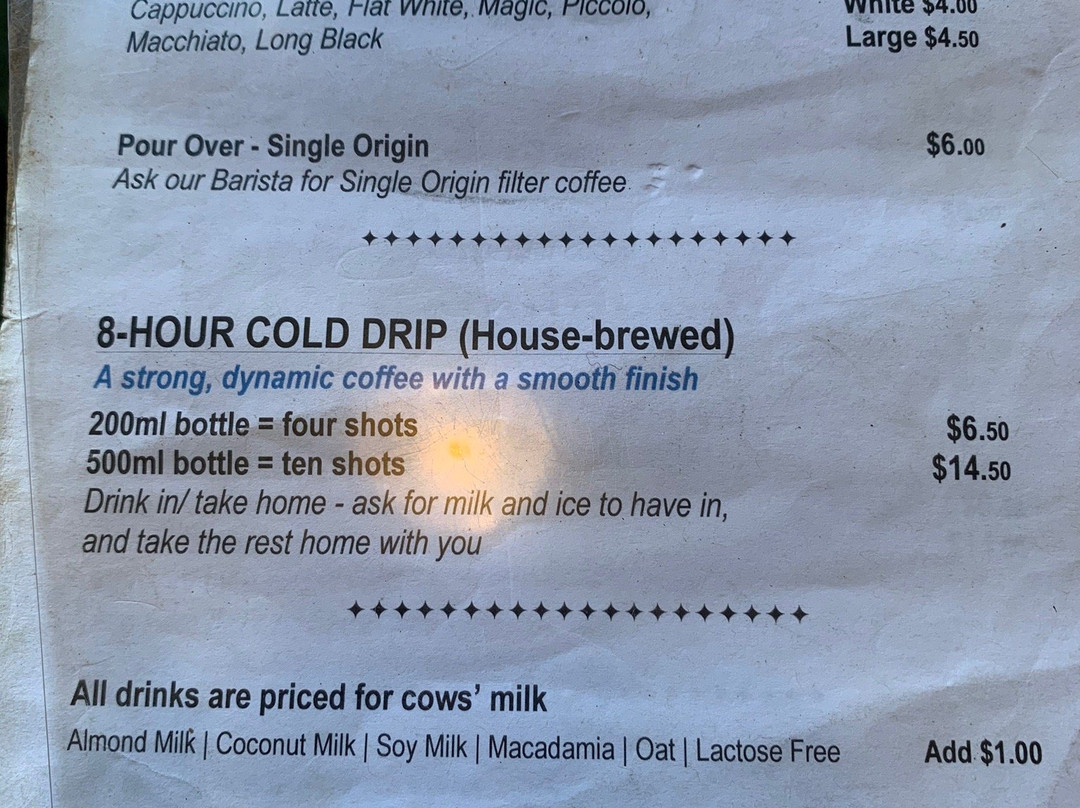 Cappuccino, Latte, Flat White, Magic, Piccolo,
White $4.00
Macchiato, Long Black
Large $4.50
Pour Over - Single Origin
$6.00
Ask our Barista for Single Origin filter coffee.
8-HOUR COLD DRIP (House-brewed)
A strong, dynamic coffee with a smooth finish
200ml bottle = four shots
$6.50
500ml bottle = ten shots
$14.50
Drink in/ take home - ask for milk and ice to have in,
and take the rest home with you
All drinks are priced for cows' milk
Almond Milk | Coconut Milk | Soy Milk | Macadamia | Oat | Lactose Free
Add $1.00